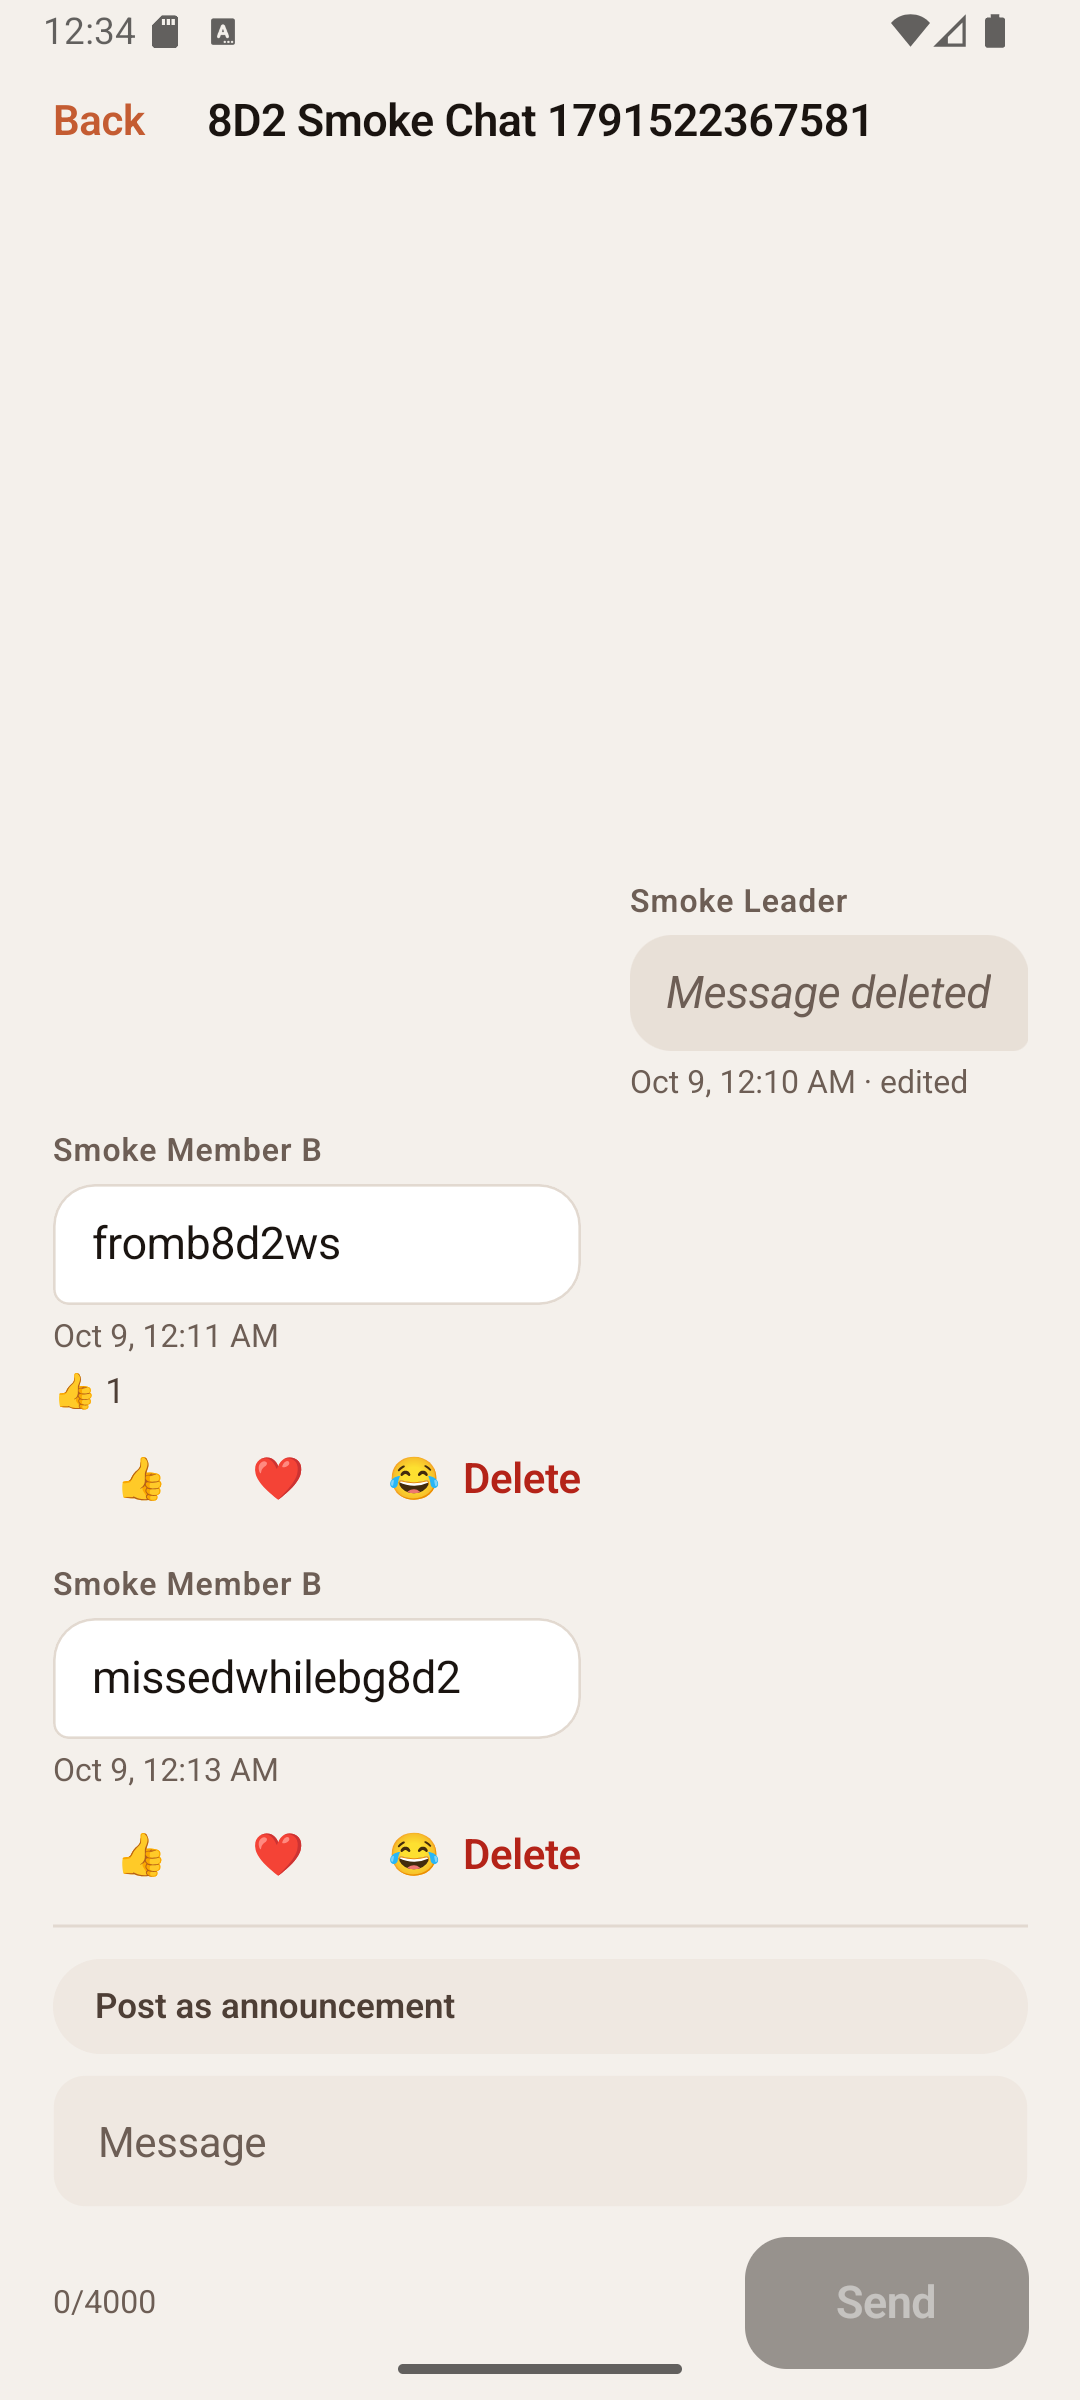 12:34
Back 8D2 Smoke Chat 1791522367581
Smoke Leader
Message deleted
Oct 9, 12:10 AM · edited
Smoke Member B
fromb8d2ws
Oct 9, 12:11 AM
👍 1
👍 ❤️ 😂 Delete
Smoke Member B
missedwhilebg8d2
Oct 9, 12:13 AM
👍 ❤️ 😂 Delete
Post as announcement
Message
0/4000 Send